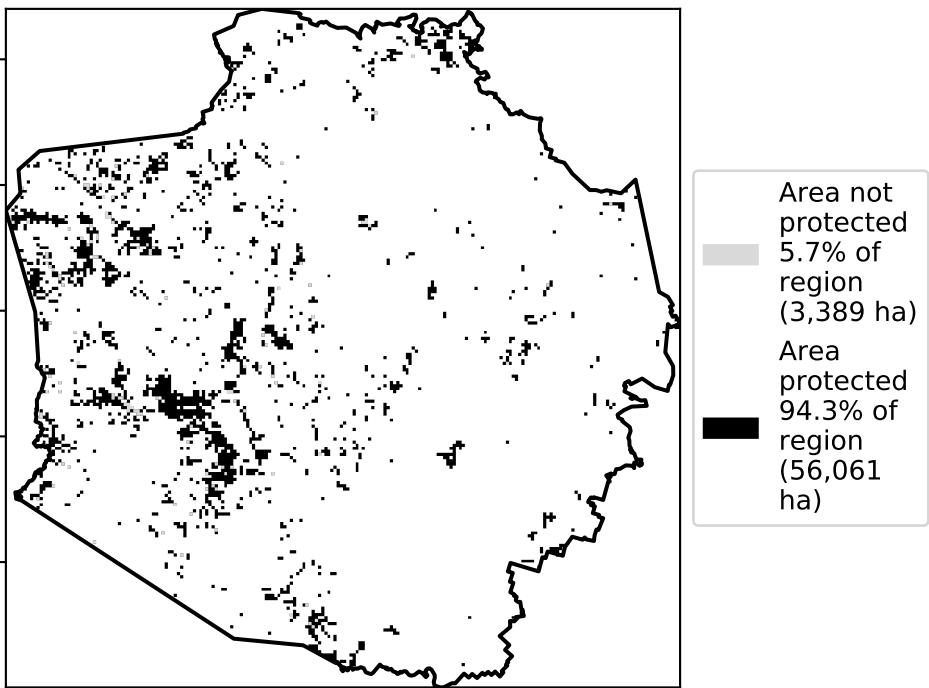 Area not
protected
5.7% of
region
(3,389 ha)
Area
protected
94.3% of
region
(56,061
ha)